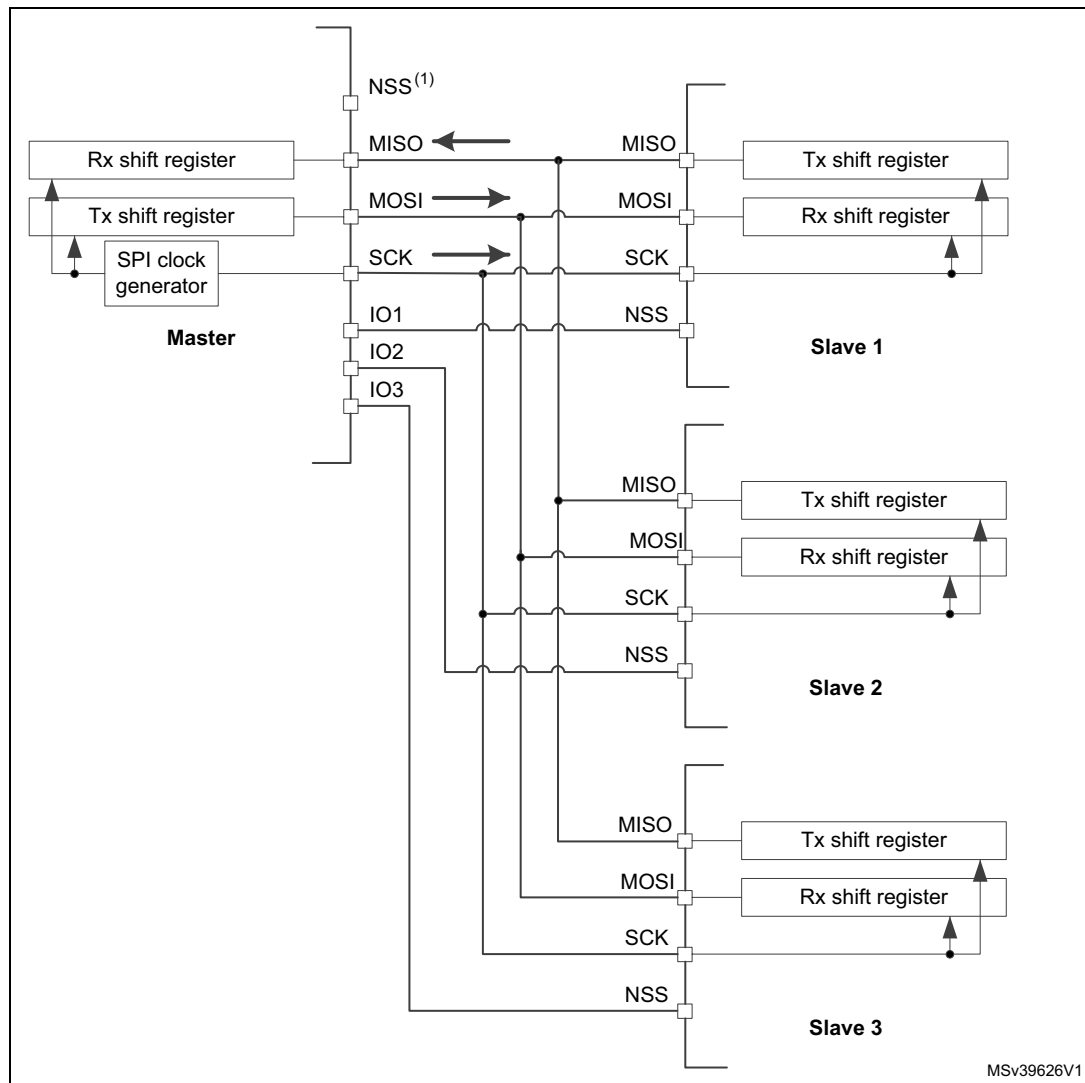 NSS(1)
MISO
MISO
Rx shift register
Tx shift register
MOSI
MOSI
Tx shift register
Rx shift register
SPI clock
generator
SCK
SCK
IO1
NSS
Master
Slave 1
IO2
IO3
MISO
Tx shift register
MOSI
Rx shift register
SCK
NSS
Slave 2
MISO
Tx shift register
MOSI
Rx shift register
SCK
NSS
Slave 3
MSv39626V1